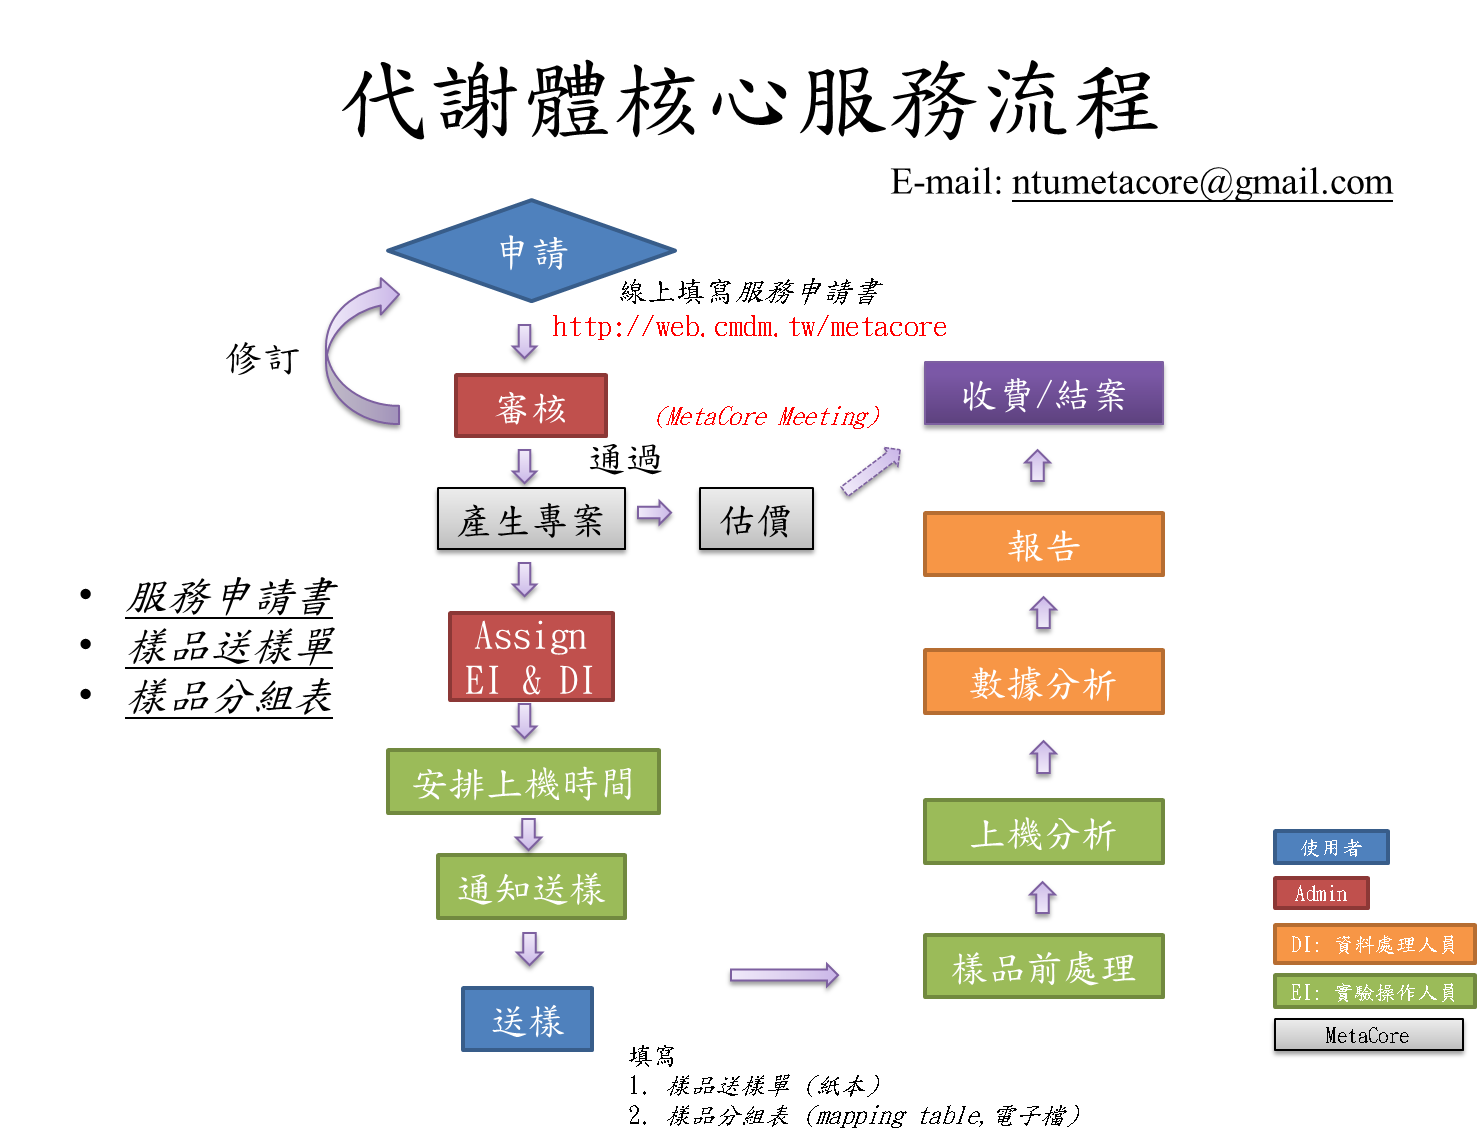 代謝體核心服務流程
E-mail: ntumetacore@gmail.com
申請
線上填寫服務申請書
http://web.cmdm.tw/metacore
修訂
審核
(MetaCore Meeting)
收費/結案
通過
產生專案
估價
報告
• 服務申請書
• 樣品送樣單
• 樣品分組表
Assign
EI & DI
數據分析
安排上機時間
上機分析
通知送樣
樣品前處理
送樣
填寫
1. 樣品送樣單 (紙本)
2. 樣品分組表 (mapping table,電子檔)
使用者
Admin
DI: 資料處理人員
EI: 實驗操作人員
MetaCore